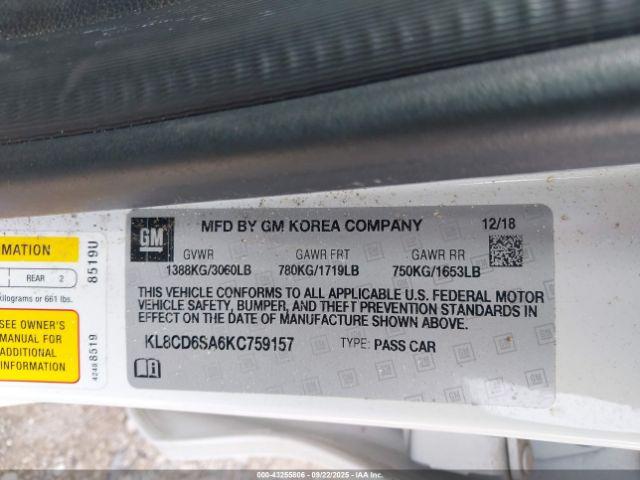 GM
MFD BY GM KOREA COMPANY
12/18
GVWR GAWR FRT GAWR RR
1388KG/3060LB 780KG/1719LB 750KG/1653LB
THIS VEHICLE CONFORMS TO ALL APPLICABLE U.S. FEDERAL MOTOR
VEHICLE SAFETY, BUMPER, AND THEFT PREVENTION STANDARDS IN
EFFECT ON THE DATE OF MANUFACTURE SHOWN ABOVE.
KL8CD6SA6KC759157 TYPE: PASS CAR
REAR 2
kilograms or 661 lbs.
SEE OWNER'S
MANUAL FOR
ADDITIONAL
8519U
4248 8519
000-43255806 (09/22/2025) - IAA Inc.